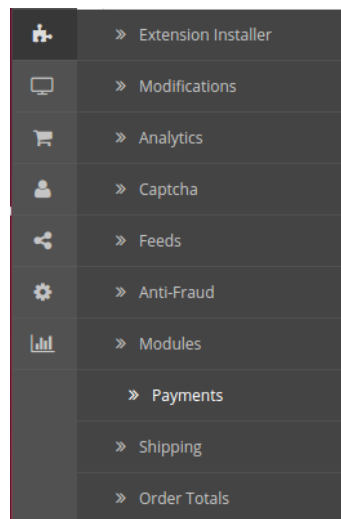 » Extension Installer
» Modifications
» Analytics
» Captcha
» Feeds
» Anti-Fraud
» Modules
» Payments
» Shipping
» Order Totals